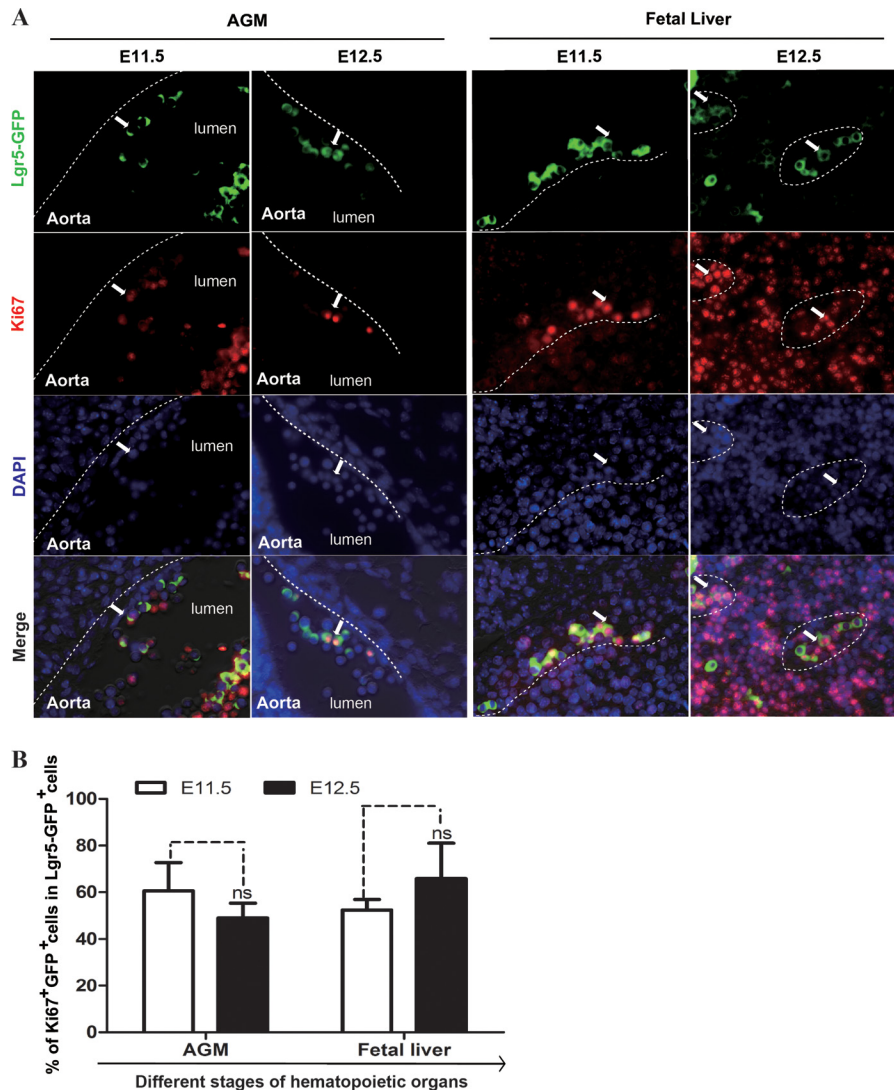 A
AGM
Fetal Liver
E11.5
E12.5
E11.5
E12.5
Lgr5-GFP
lumen
Aorta
Aorta
lumen
Ki67
lumen
Aorta
Aorta
lumen
DAPI
lumen
Aorta
Aorta
lumen
Merge
lumen
Aorta
Aorta
lumen
B
E11.5
E12.5
% of Ki67+GFP+cells in Lgr5-GFP+cells
100
80
60
40
20
0
ns
ns
AGM
Fetal liver
Different stages of hematopoietic organs